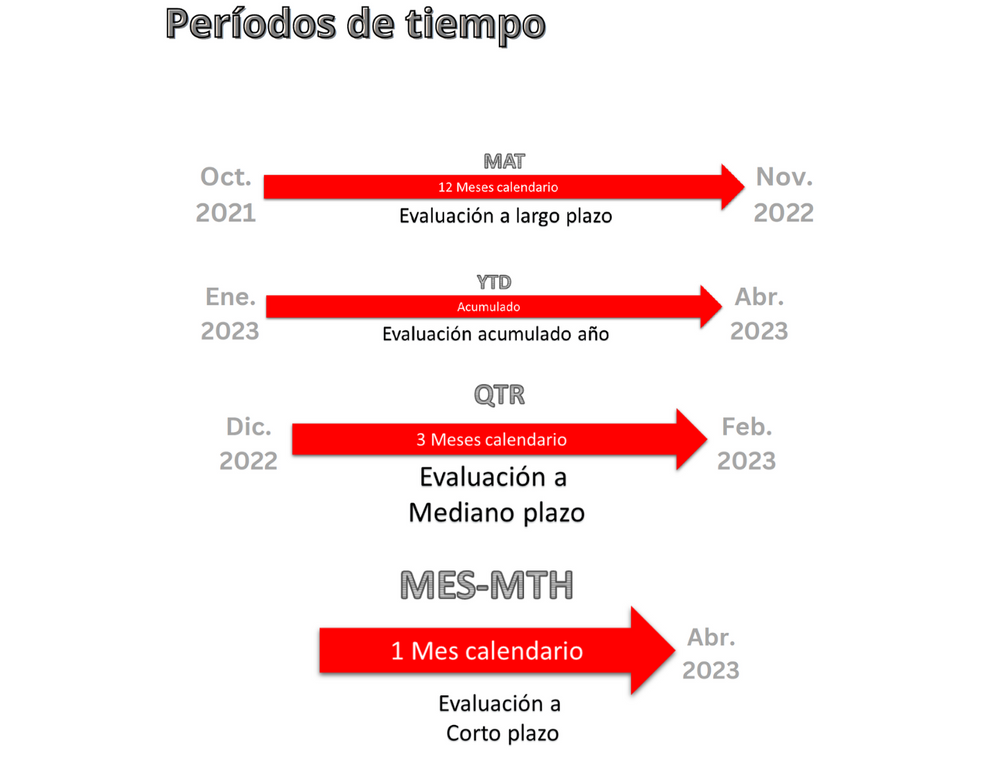 Períodos de tiempo
MAT
Oct.
2021
12 Meses calendario
Nov.
2022
Evaluación a largo plazo
YTD
Ene.
2023
Acumulado
Abr.
2023
Evaluación acumulado año
QTR
Dic.
2022
3 Meses calendario
Feb.
2023
Evaluación a
Mediano plazo
MES-MTH
1 Mes calendario
Abr.
2023
Evaluación a
Corto plazo